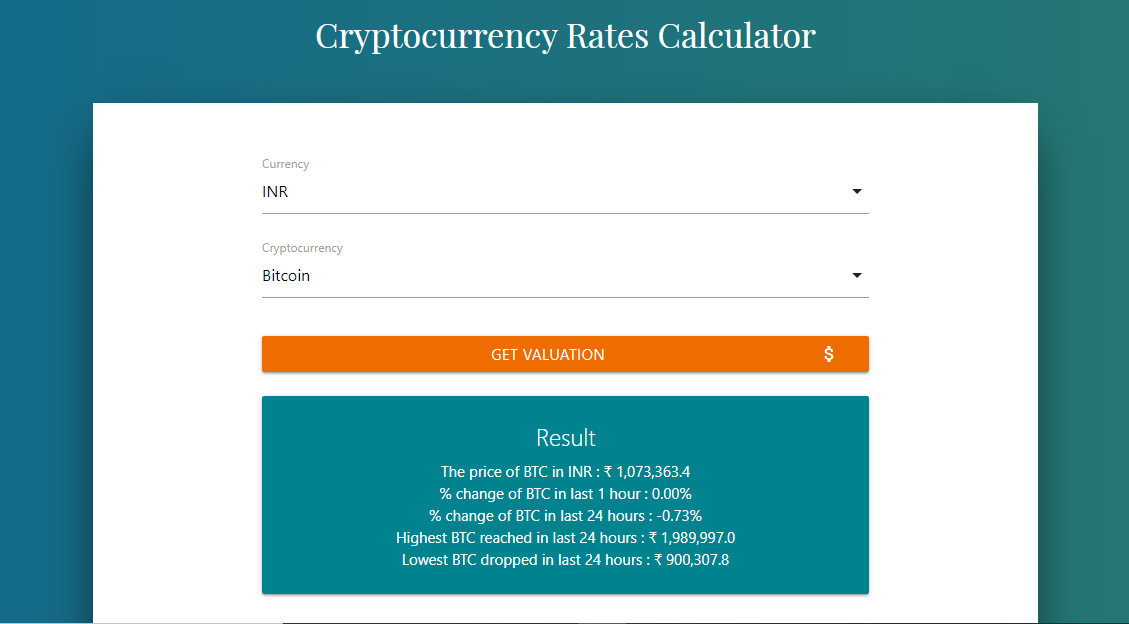 Cryptocurrency Rates Calculator
Currency
INR
Cryptocurrency
Bitcoin
GET VALUATION $
Result
The price of BTC in INR : ₹ 1,073,363.4
% change of BTC in last 1 hour : 0.00%
% change of BTC in last 24 hours : -0.73%
Highest BTC reached in last 24 hours : ₹ 1,989,997.0
Lowest BTC dropped in last 24 hours : ₹ 900,307.8